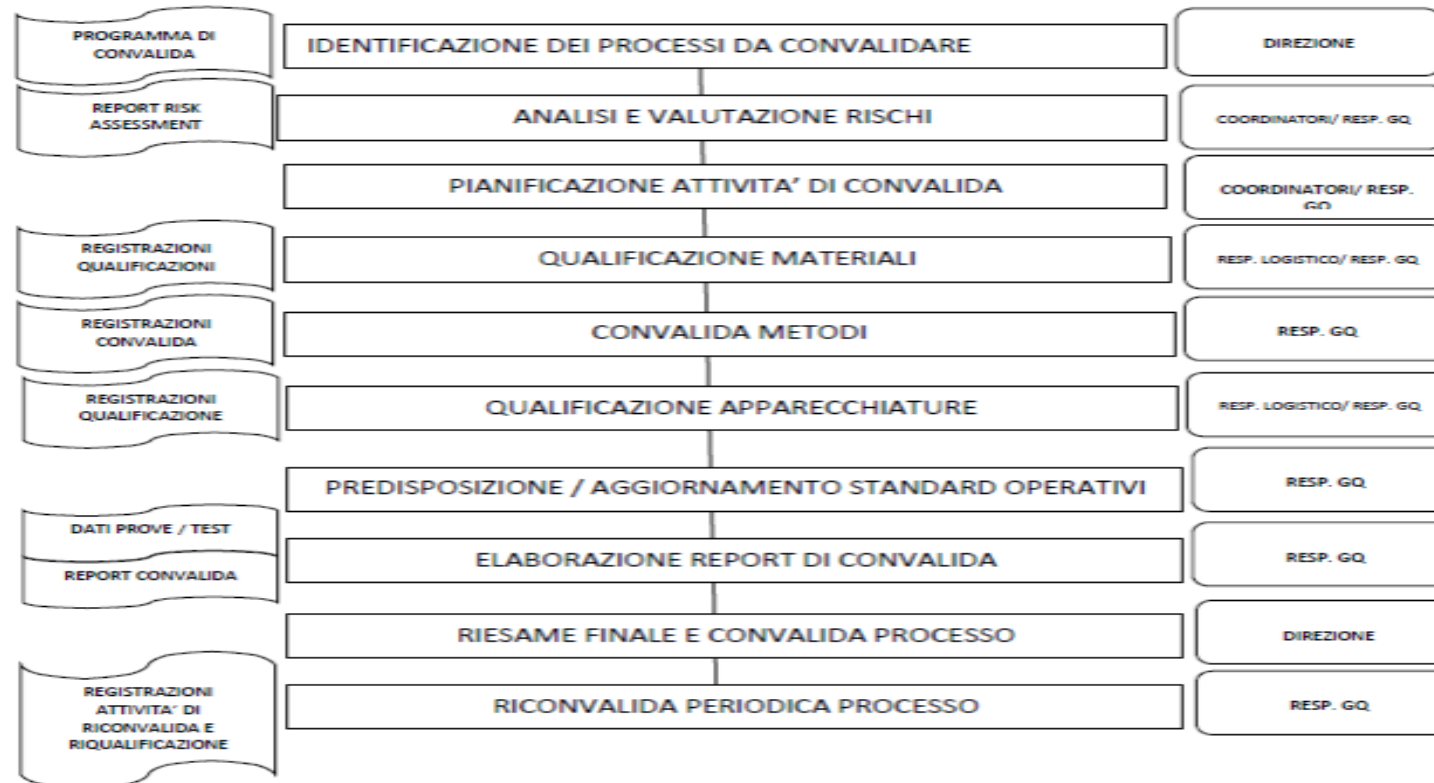 PROGRAMMA DI
CONVALIDA
IDENTIFICAZIONE DEI PROCESSI DA CONVALIDARE
DIREZIONE
REPORT RISK
ASSESSMENT
ANALISI E VALUTAZIONE RISCHI
COORDINATORI/ RESP. GQ
PIANIFICAZIONE ATTIVITA’ DI CONVALIDA
COORDINATORI/ RESP.
GQ
REGISTRAZIONI
QUALIFICAZIONI
QUALIFICAZIONE MATERIALI
RESP. LOGISTICO/ RESP. GQ
REGISTRAZIONI
CONVALIDA
CONVALIDA METODI
RESP. GQ
REGISTRAZIONI
QUALIFICAZIONE
QUALIFICAZIONE APPARECCHIATURE
RESP. LOGISTICO/ RESP. GQ
PREDISPOSIZIONE / AGGIORNAMENTO STANDARD OPERATIVI
RESP. GQ
DATI PROVE / TEST
REPORT CONVALIDA
ELABORAZIONE REPORT DI CONVALIDA
RESP. GQ
RIESAME FINALE E CONVALIDA PROCESSO
DIREZIONE
REGISTRAZIONI
ATTIVITA’ DI
RICONVALIDA E
RIQUALIFICAZIONE
RICONVALIDA PERIODICA PROCESSO
RESP. GQ